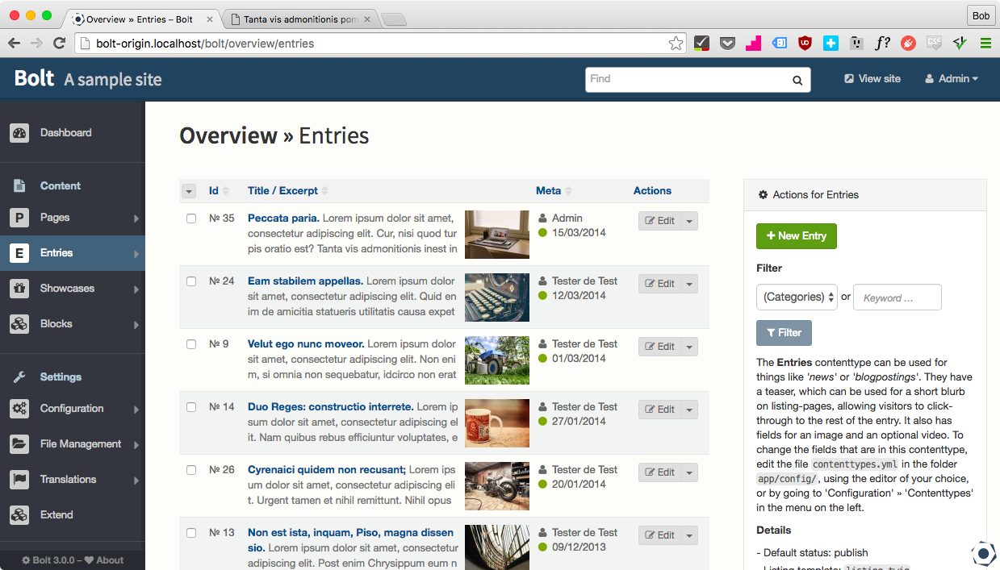 Overview » Entries – Bolt
Tanta vis admonitionis pom
Bob
bolt-origin.localhost/bolt/overview/entries
Bolt A sample site
Find
View site
Admin
Dashboard
Content
Pages
Entries
Showcases
Blocks
Settings
Configuration
File Management
Translations
Extend
Bolt 3.0.0 – About
Overview » Entries
Id Title / Excerpt Meta Actions
№ 35
Peccata paria. Lorem ipsum dolor sit amet,
consectetur adipiscing elit. Cur, nisi quod tur
pis oratio est? Tanta vis admonitionis inest in
Admin
15/03/2014
Edit
№ 24
Eam stabilem appellas. Lorem ipsum dolor
sit amet, consectetur adipiscing elit. Quid en
im de amicitia statueris utilitatis causa expet
Tester de Test
12/03/2014
Edit
№ 9
Velut ego nunc moveor. Lorem ipsum dolor
sit amet, consectetur adipiscing elit. Non eni
m, si omnia non sequebatur, idcirco non erat
Tester de Test
01/03/2014
Edit
№ 14
Duo Reges: constructio interrete. Lorem ip
sum dolor sit amet, consectetur adipiscing el
it. Nam quibus rebus efficiuntur voluptates, e
Tester de Test
27/01/2014
Edit
№ 26
Cyrenaici quidem non recusant; Lorem ips
um dolor sit amet, consectetur adipiscing eli
t. Urgent tamen et nihil remittunt. Nihil opus
Tester de Test
20/01/2014
Edit
№ 13
Non est ista, inquam, Piso, magna dissen
sio. Lorem ipsum dolor sit amet, consectetur
adipiscing elit. Post enim Chrysippum eum n
Tester de Test
09/12/2013
Edit
Actions for Entries
New Entry
Filter
(Categories) or Keyword ...
Filter
The Entries contenttype can be used for
things like 'news' or 'blogpostings'. They have
a teaser, which can be used for a short blurb
on listing-pages, allowing visitors to click-
through to the rest of the entry. It also has
fields for an image and an optional video. To
change the fields that are in this contenttype,
edit the file contenttypes.yml in the folder
app/config/, using the editor of your choice,
or by going to 'Configuration' » 'Contenttypes'
in the menu on the left.
Details
- Default status: publish
- Listing template: listing.twig